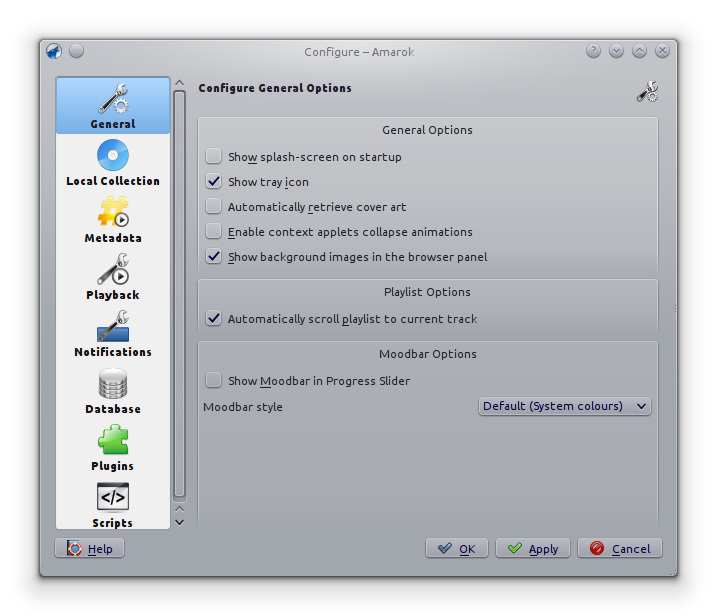 Configure – Amarok
General
Local Collection
Metadata
Playback
Notifications
Database
Plugins
Scripts
Configure General Options
General Options
Show splash-screen on startup
Show tray icon
Automatically retrieve cover art
Enable context applets collapse animations
Show background images in the browser panel
Playlist Options
Automatically scroll playlist to current track
Moodbar Options
Show Moodbar in Progress Slider
Moodbar style Default (System colours)
Help OK Apply Cancel